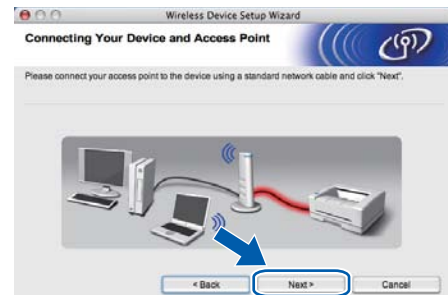 Wireless Device Setup Wizard
Connecting Your Device and Access Point
Please connect your access point to the device using a standard network cable and click "Next".
< Back
Next >
Cancel